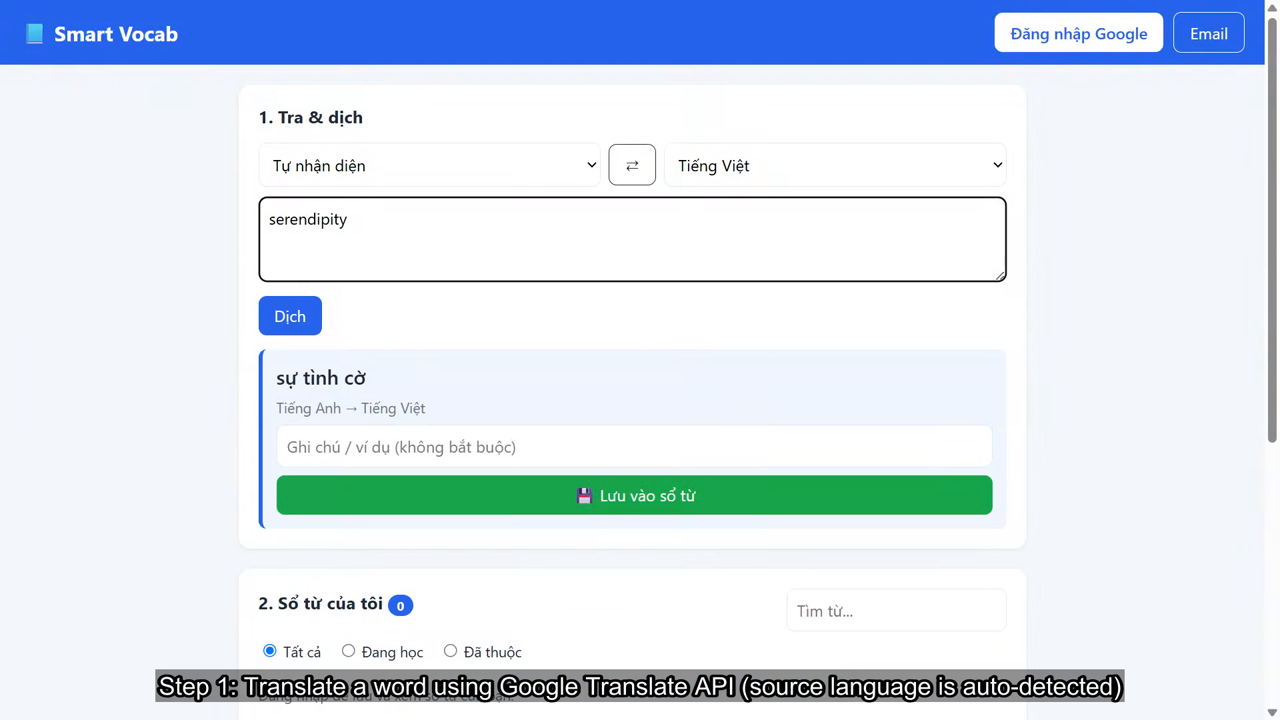 Smart Vocab
Đăng nhập Google
Email
1. Tra & dịch
Tự nhận diện
⇄
Tiếng Việt
serendipity
Dịch
sự tình cờ
Tiếng Anh → Tiếng Việt
Ghi chú / ví dụ (không bắt buộc)
Lưu vào sổ từ
2. Sổ từ của tôi 0
Tìm từ...
Tất cả
Đang học
Đã thuộc
Step 1: Translate a word using Google Translate API (source language is auto-detected)